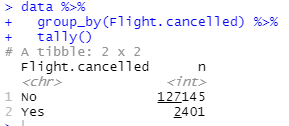 > data %>%
+   group_by(Flight.cancelled) %>%
+   tally()
# A tibble: 2 x 2
  Flight.cancelled      n
  <chr>             <int>
1 No               127145
2 Yes                2401
>